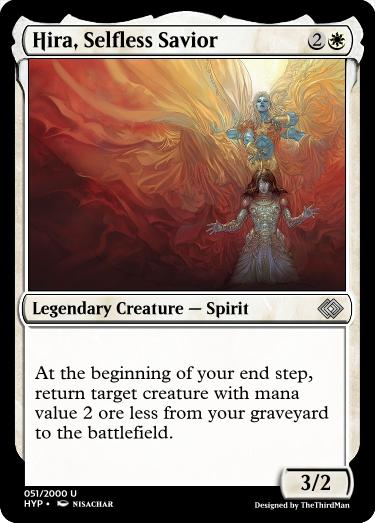 Hira, Selfless Savior 2
Legendary Creature — Spirit
At the beginning of your end step,
return target creature with mana
value 2 ore less from your graveyard
to the battlefield.
3/2
051/2000 U
HYP • NISACHAR
Designed by TheThirdMan